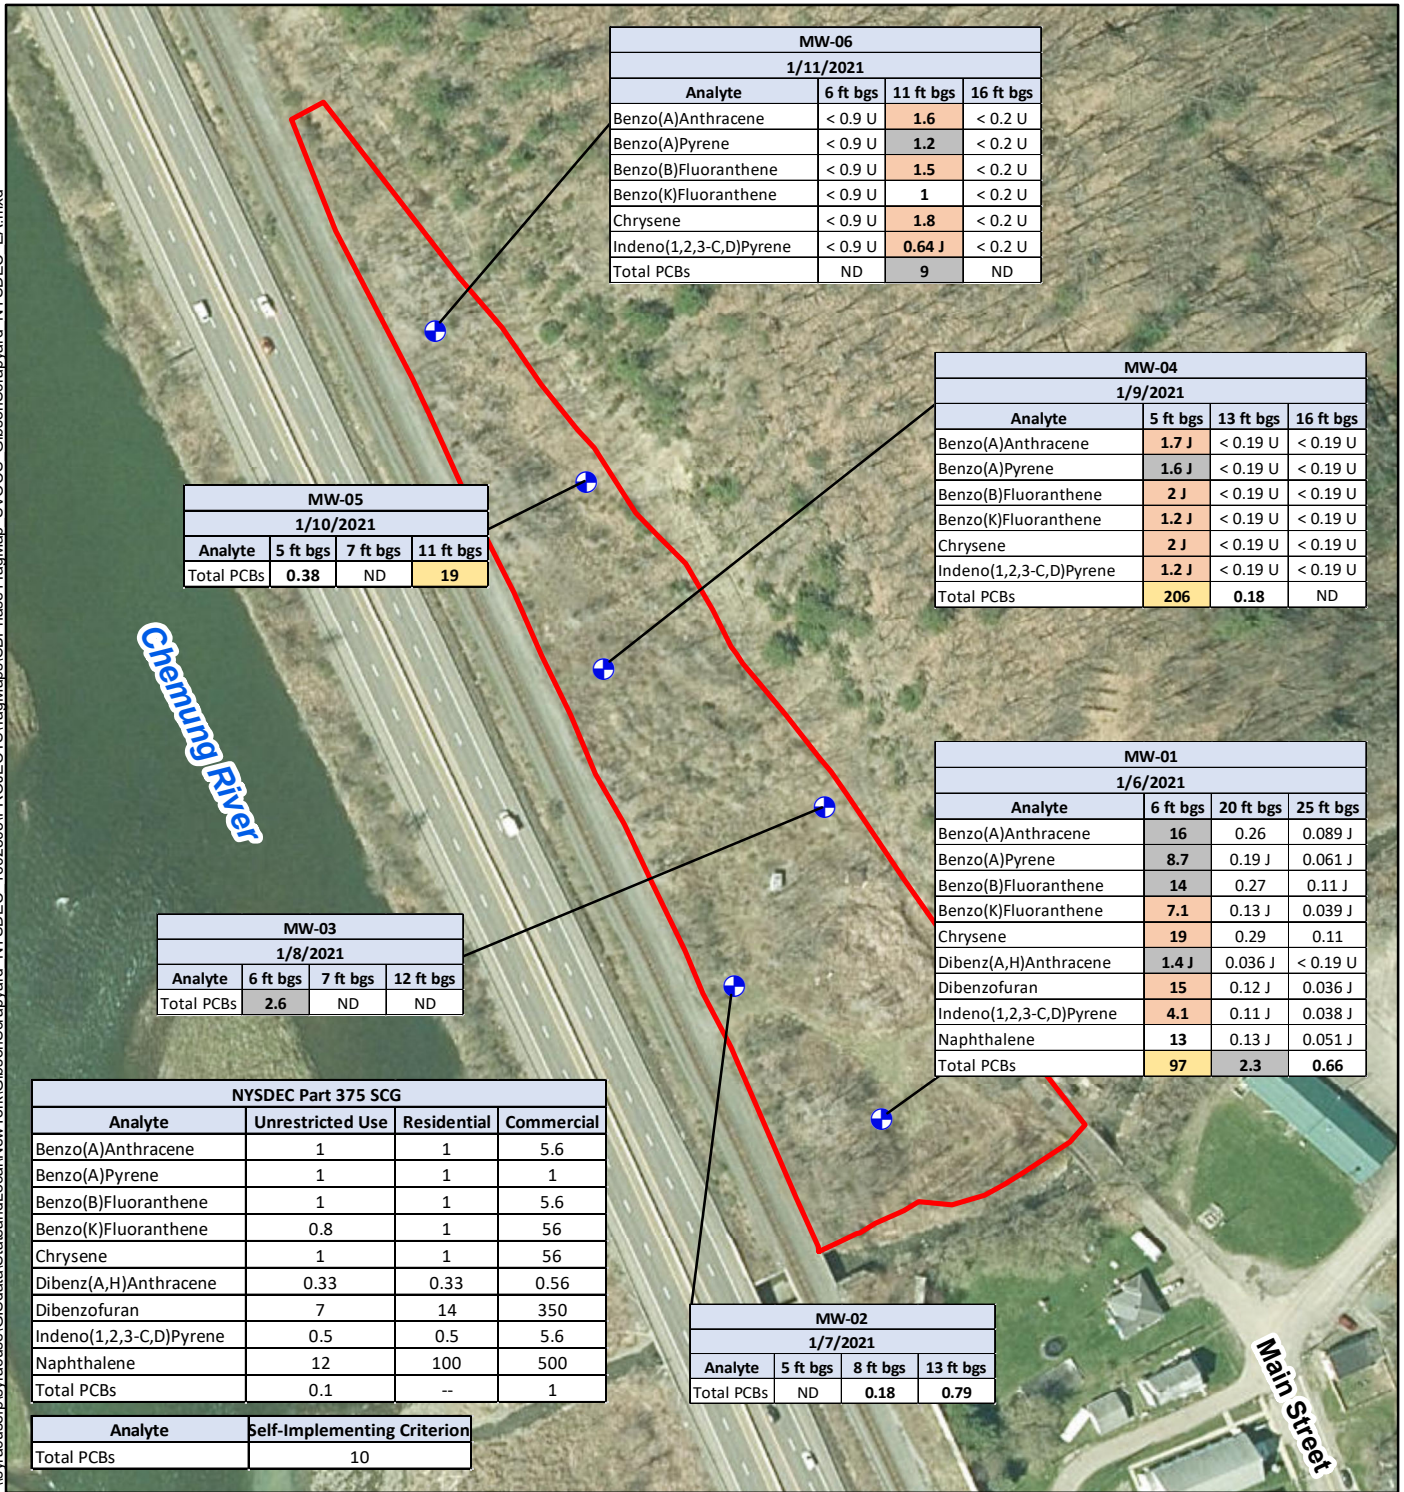 MW-06
1/11/2021
Analyte 6 ft bgs 11 ft bgs 16 ft bgs
Benzo(A)Anthracene < 0.9 U 1.6 < 0.2 U
Benzo(A)Pyrene < 0.9 U 1.2 < 0.2 U
Benzo(B)Fluoranthene < 0.9 U 1.5 < 0.2 U
Benzo(K)Fluoranthene < 0.9 U 1 < 0.2 U
Chrysene < 0.9 U 1.8 < 0.2 U
Indeno(1,2,3-C,D)Pyrene < 0.9 U 0.64 J < 0.2 U
Total PCBs ND 9 ND
MW-04
1/9/2021
Analyte 5 ft bgs 13 ft bgs 16 ft bgs
Benzo(A)Anthracene 1.7 J < 0.19 U < 0.19 U
Benzo(A)Pyrene 1.6 J < 0.19 U < 0.19 U
Benzo(B)Fluoranthene 2 J < 0.19 U < 0.19 U
Benzo(K)Fluoranthene 1.2 J < 0.19 U < 0.19 U
Chrysene 2 J < 0.19 U < 0.19 U
Indeno(1,2,3-C,D)Pyrene 1.2 J < 0.19 U < 0.19 U
Total PCBs 206 0.18 ND
MW-05
1/10/2021
Analyte 5 ft bgs 7 ft bgs 11 ft bgs
Total PCBs 0.38 ND 19
Chemung River
MW-01
1/6/2021
Analyte 6 ft bgs 20 ft bgs 25 ft bgs
Benzo(A)Anthracene 16 0.26 0.089 J
Benzo(A)Pyrene 8.7 0.19 J 0.061 J
Benzo(B)Fluoranthene 14 0.27 0.11 J
Benzo(K)Fluoranthene 7.1 0.13 J 0.039 J
Chrysene 19 0.29 0.11
Dibenz(A,H)Anthracene 1.4 J 0.036 J < 0.19 U
Dibenzofuran 15 0.12 J 0.036 J
Indeno(1,2,3-C,D)Pyrene 4.1 0.11 J 0.038 J
Naphthalene 13 0.13 J 0.051 J
Total PCBs 97 2.3 0.66
MW-03
1/8/2021
Analyte 6 ft bgs 7 ft bgs 12 ft bgs
Total PCBs 2.6 ND ND
NYSDEC Part 375 SCG
Analyte Unrestricted Use Residential Commercial
Benzo(A)Anthracene 1 1 5.6
Benzo(A)Pyrene 1 1 1
Benzo(B)Fluoranthene 1 1 5.6
Benzo(K)Fluoranthene 0.8 1 56
Chrysene 1 1 56
Dibenz(A,H)Anthracene 0.33 0.33 0.56
Dibenzofuran 7 14 350
Indeno(1,2,3-C,D)Pyrene 0.5 0.5 5.6
Naphthalene 12 100 500
Total PCBs 0.1 -- 1
Analyte Self-Implementing Criterion
Total PCBs 10
MW-02
1/7/2021
Analyte 5 ft bgs 8 ft bgs 13 ft bgs
Total PCBs ND 0.18 0.79
Main Street